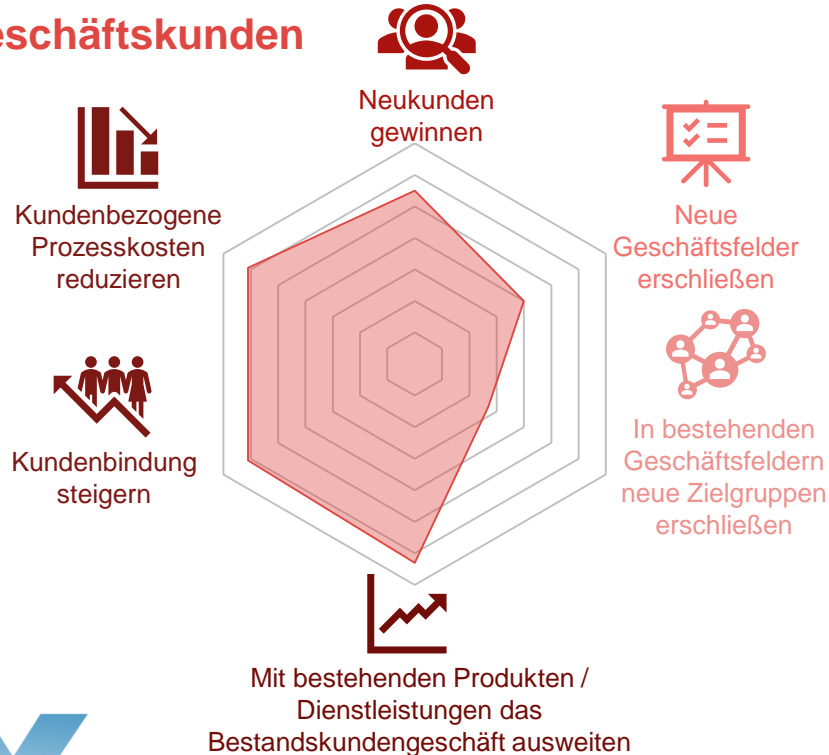 eschäftskunden
Neukunden
gewinnen
Kundenbezogene
Prozesskosten
reduzieren
Neue
Geschäftsfelder
erschließen
Kundenbindung
steigern
In bestehenden
Geschäftsfeldern
neue Zielgruppen
erschließen
Mit bestehenden Produkten /
Dienstleistungen das
Bestandskundengeschäft ausweiten